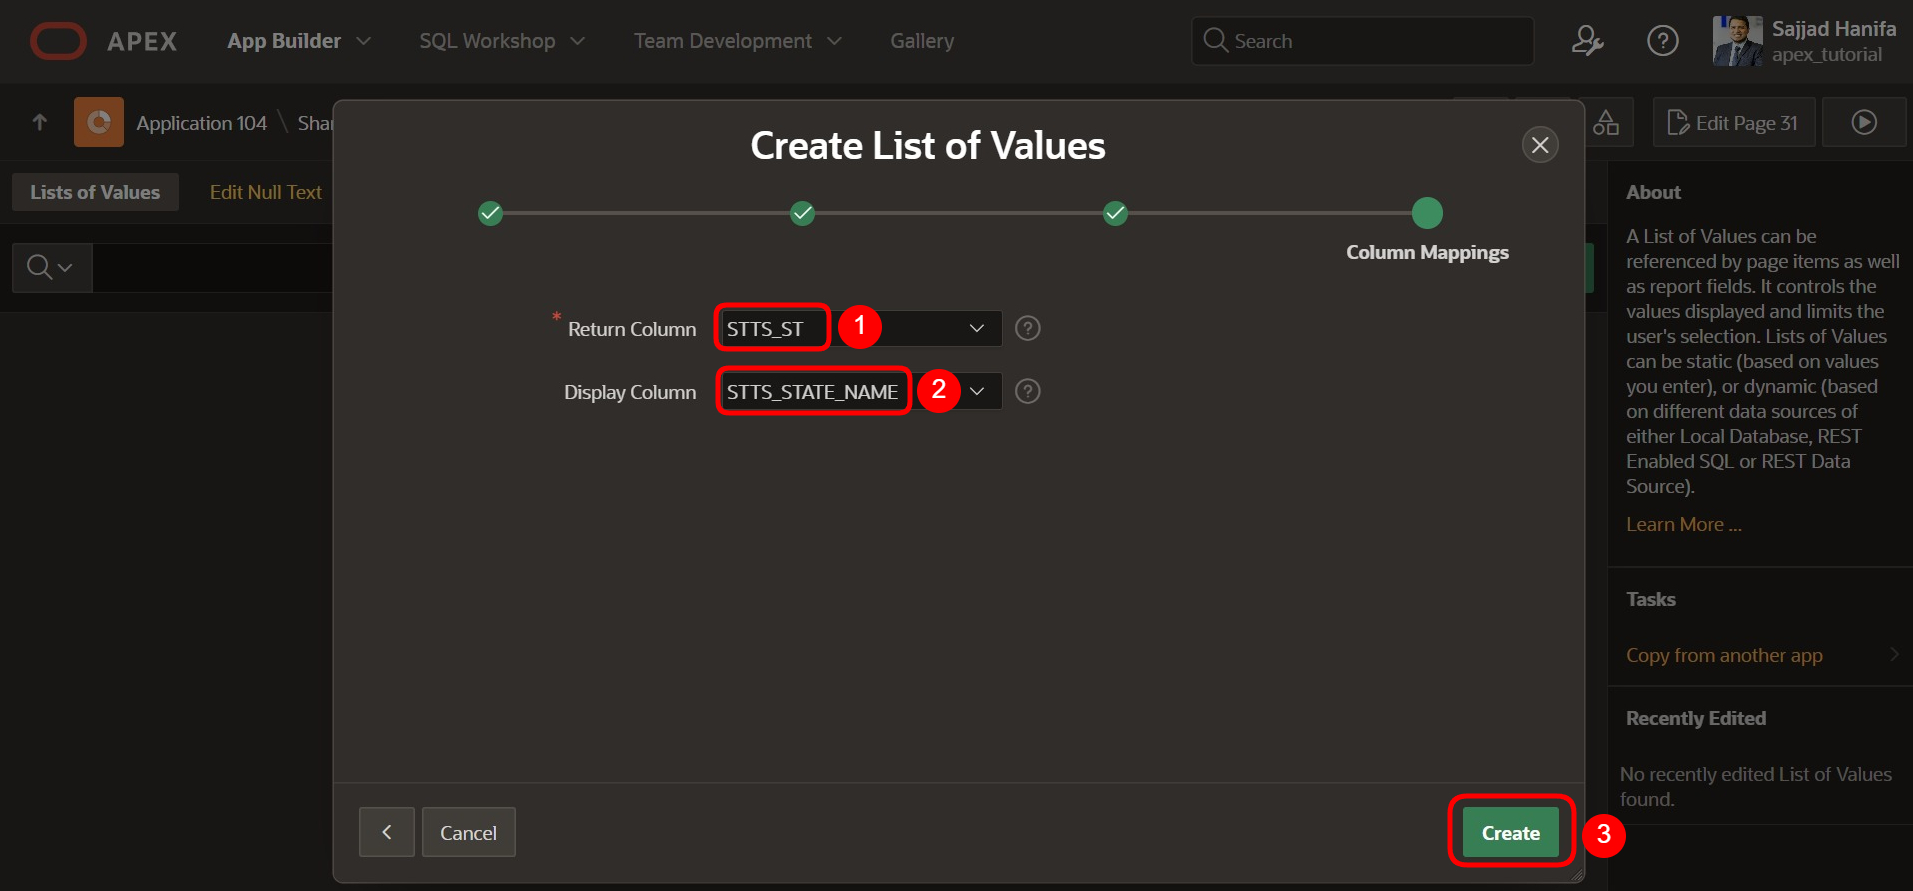 APEX
App Builder
SQL Workshop
Team Development
Gallery
Search
Sajjad Hanifa
apex_tutorial
Application 104 \ Shar
Edit Page 31
Lists of Values
Edit Null Text
Create List of Values
Column Mappings
* Return Column
STTS_ST
1
Display Column
STTS_STATE_NAME
2
Cancel
Create
3
About
A List of Values can be
referenced by page items as well
as report fields. It controls the
values displayed and limits the
user's selection. Lists of Values
can be static (based on values
you enter), or dynamic (based
on different data sources of
either Local Database, REST
Enabled SQL or REST Data
Source).
Learn More ...
Tasks
Copy from another app
Recently Edited
No recently edited List of Values
found.